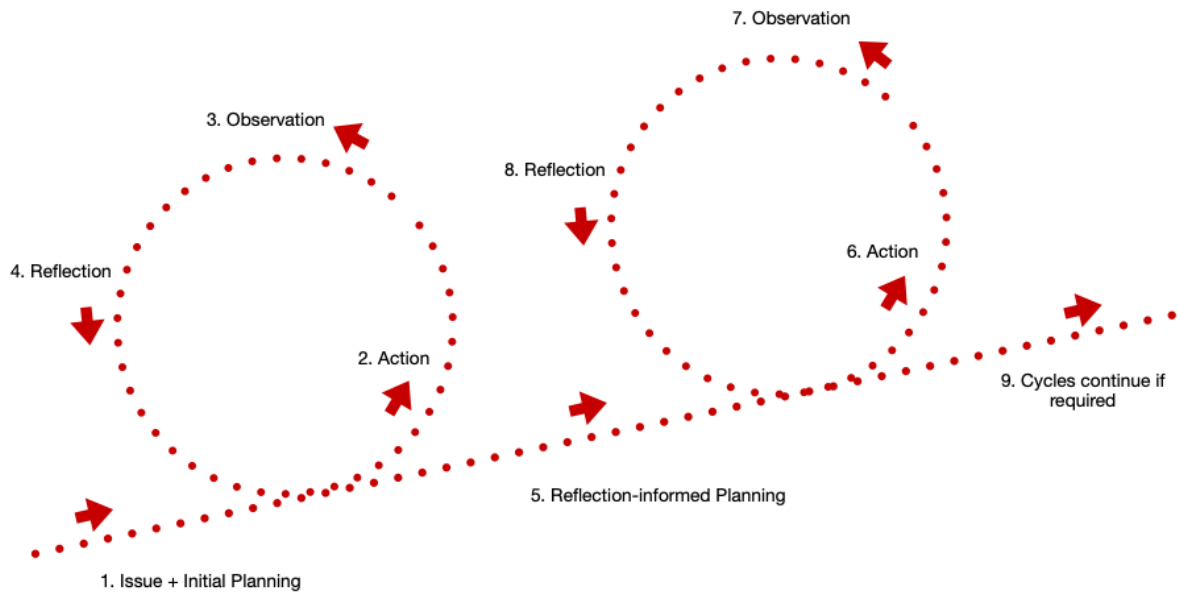 1. Issue + Initial Planning
2. Action
3. Observation
4. Reflection
5. Reflection-informed Planning
6. Action
7. Observation
8. Reflection
9. Cycles continue if
required